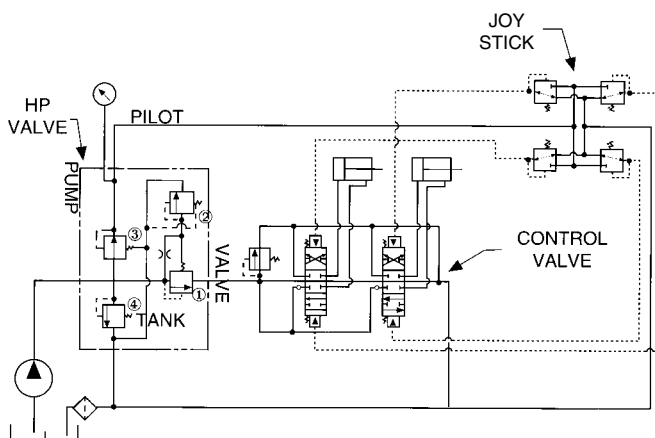 JOY
STICK
HP
VALVE
PILOT
PUMP
②
③
VALVE
CONTROL
VALVE
①
④
TANK